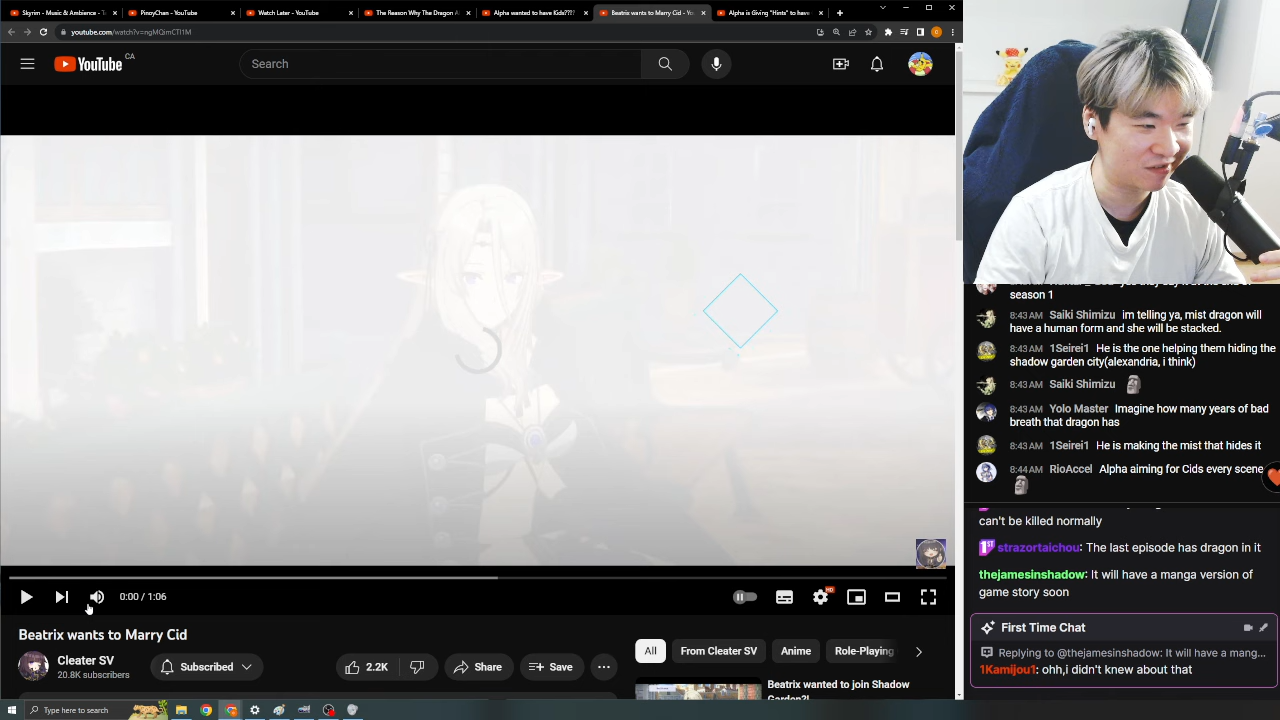 Skyrim - Music & Ambience - T
PinoyChan - YouTube
Watch Later - YouTube
The Reason Why The Dragon A
Alpha wanted to have Kids????
Beatrix wants to Marry Cid - Yo
Alpha is Giving "Hints" to have
youtube.com/watch?v=ngMQimCTI1M
YouTube CA
Search
0:00 / 1:06
HD
Beatrix wants to Marry Cid
Cleater SV
20.8K subscribers
Subscribed
2.2K
Share
Save
All
From Cleater SV
Anime
Role-Playing
Beatrix wanted to join Shadow
Garden?!
Type here to search
season 1
8:43 AM Saiki Shimizu im telling ya, mist dragon will
have a human form and she will be stacked.
8:43 AM 1Seirei1 He is the one helping them hiding the
shadow garden city(alexandria, i think)
8:43 AM Saiki Shimizu
8:43 AM Yolo Master Imagine how many years of bad
breath that dragon has
8:43 AM 1Seirei1 He is making the mist that hides it
8:44 AM RioAccel Alpha aiming for Cids every scene
can't be killed normally
1ST strazortaichou: The last episode has dragon in it
thejamesinshadow: It will have a manga version of
game story soon
First Time Chat
Replying to @thejamesinshadow: It will have a mang...
1Kamijou1: ohh,i didn't knew about that